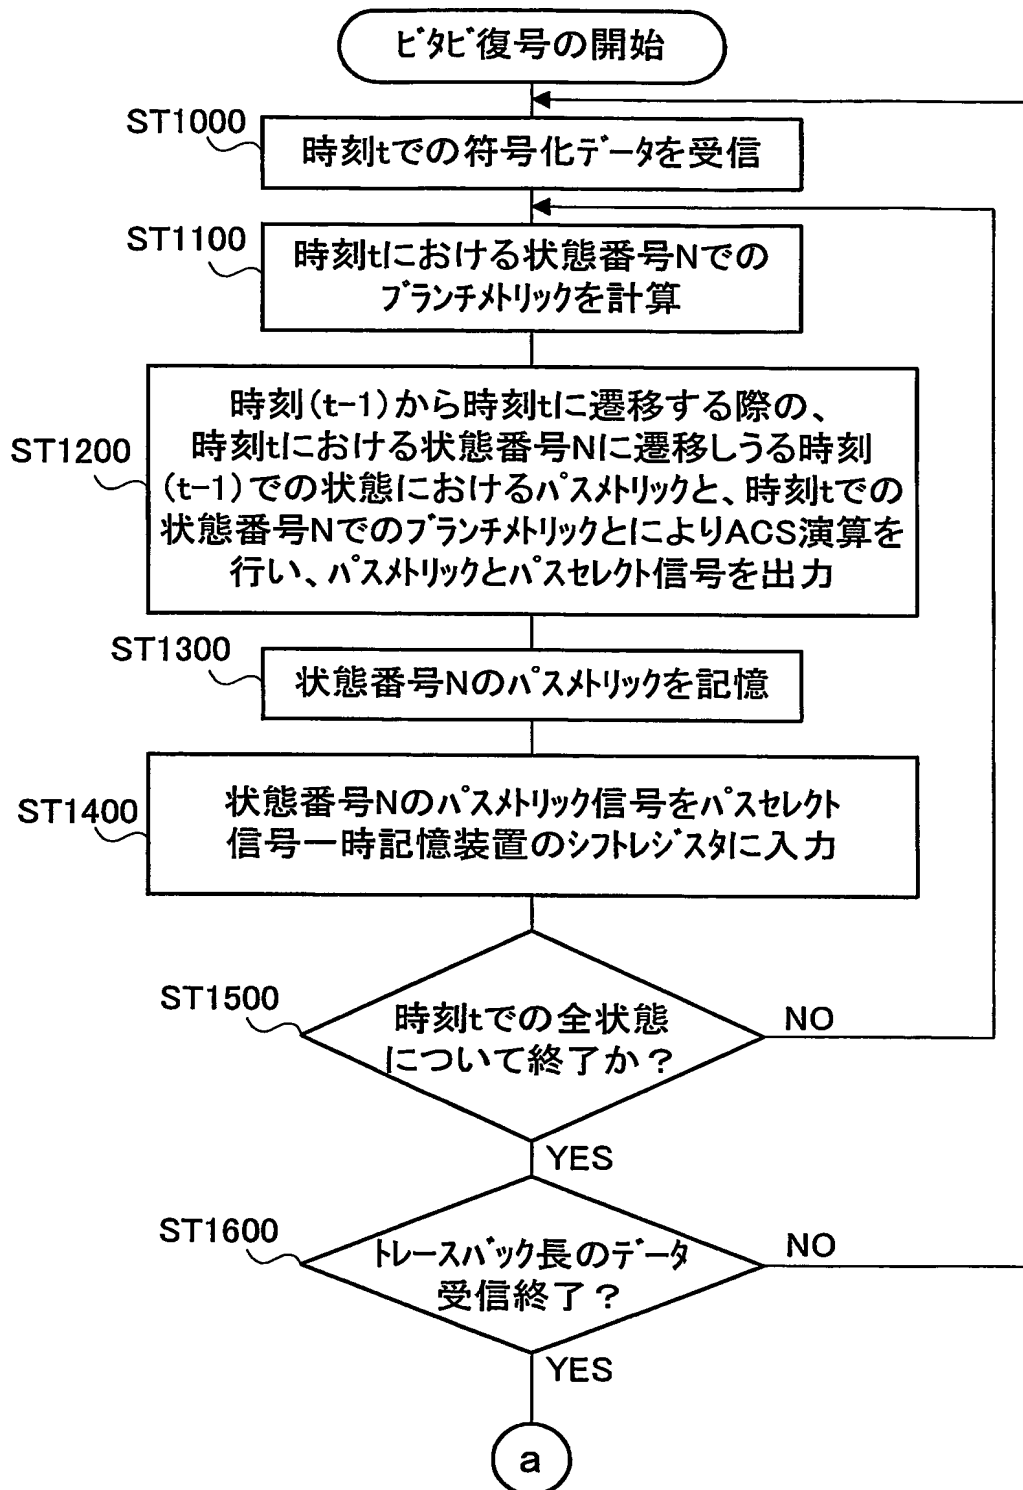 ビタビ復号の開始
ST1000
時刻tでの符号化データを受信
ST1100
時刻tにおける状態番号Nでの
ブランチメトリックを計算
ST1200
時刻(t-1)から時刻tに遷移する際の、
時刻tにおける状態番号Nに遷移しうる時刻
(t-1)での状態におけるパスメトリックと、時刻tでの
状態番号NでのブランチメトリックとによりACS演算を
行い、パスメトリックとパスセレクト信号を出力
ST1300
状態番号Nのパスメトリックを記憶
ST1400
状態番号Nのパスメトリック信号をパスセレクト
信号一時記憶装置のシフトレジスタに入力
ST1500
時刻tでの全状態
について終了か？
NO
YES
ST1600
トレースバック長のデータ
受信終了？
NO
YES
a